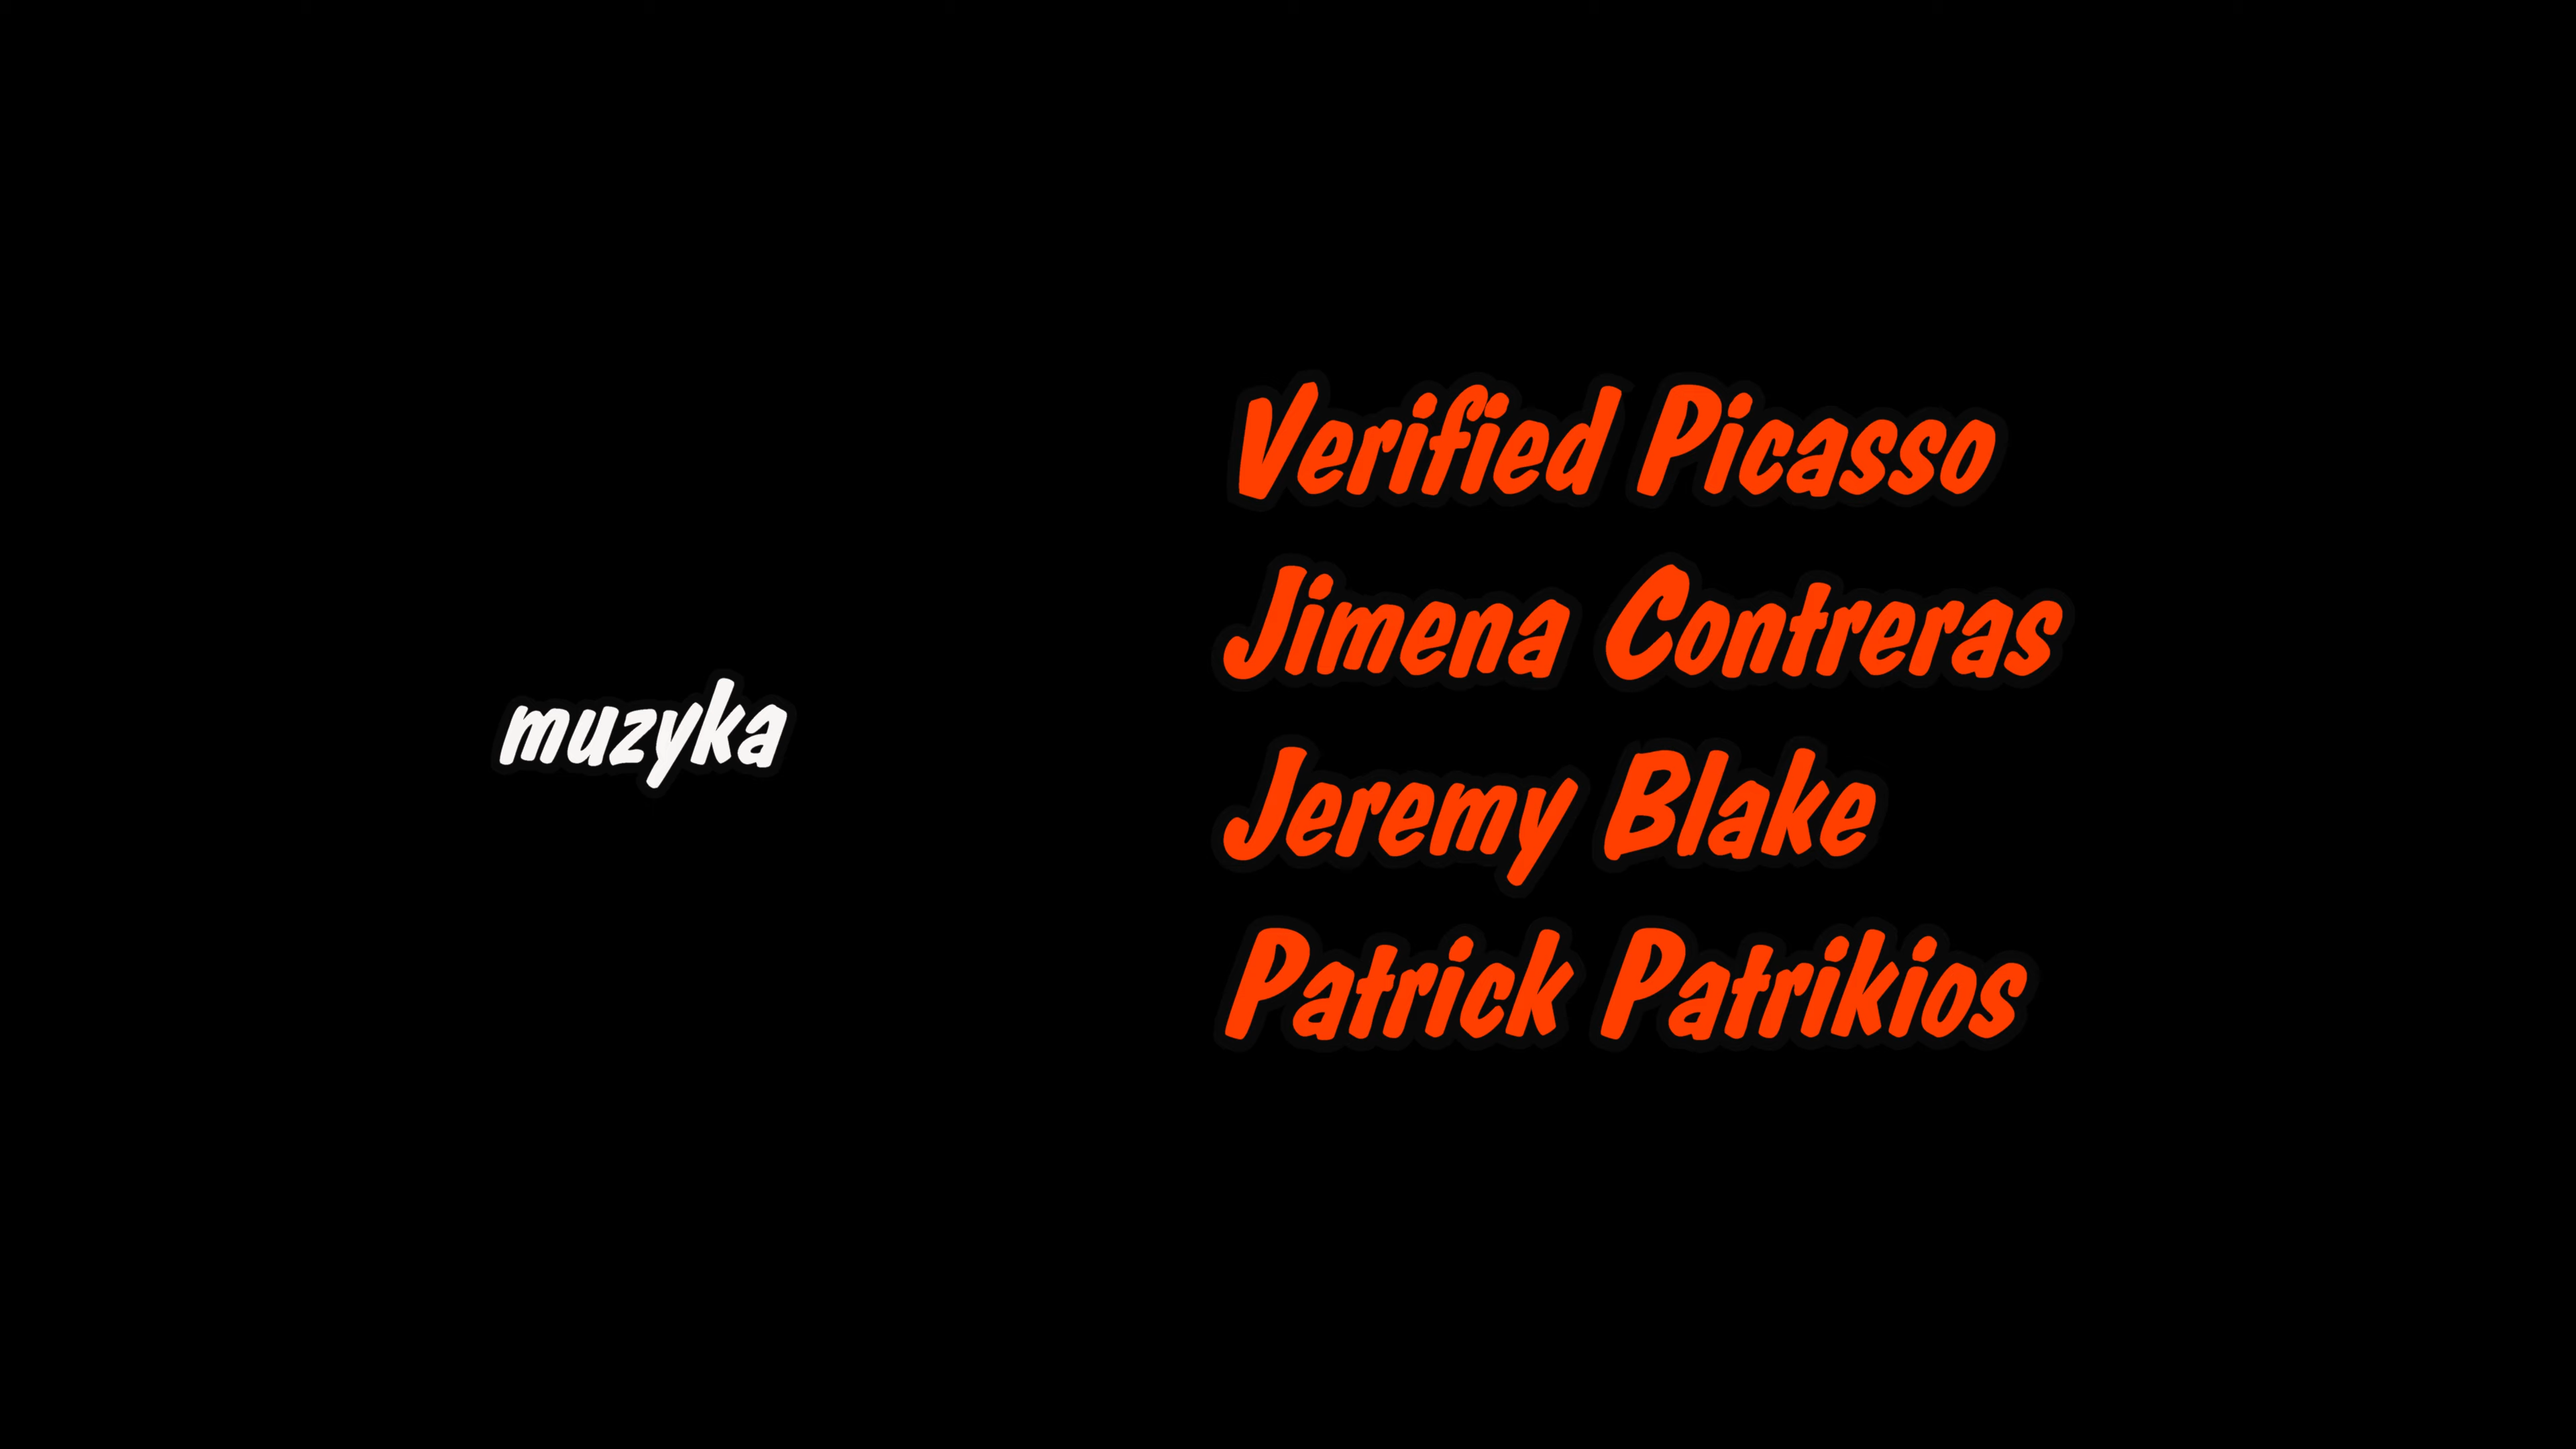 muzyka
Verified Picasso
Jimena Contreras
Jeremy Blake
Patrick Patrikios